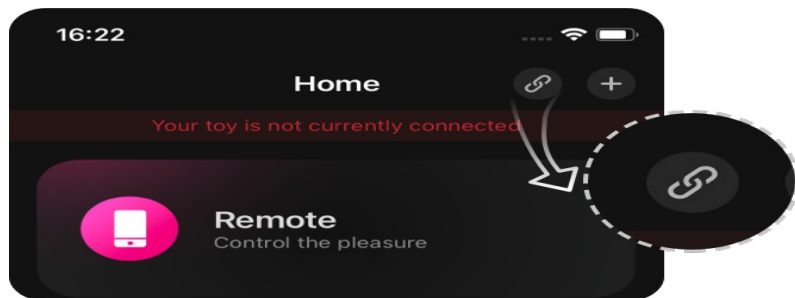 16:22
Home
Your toy is not currently connected
Remote
Control the pleasure